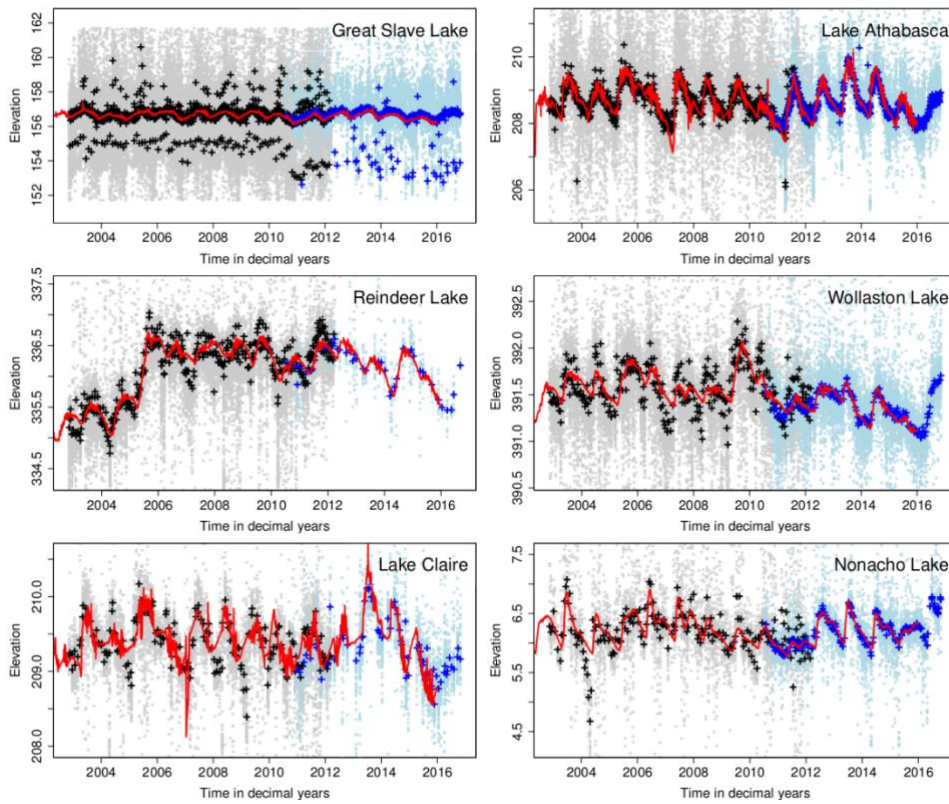 Great Slave Lake
Elevation
162
160
158
156
154
152
2004 2006 2008 2010 2012 2014 2016
Time in decimal years
Lake Athabasca
Elevation
210
208
206
2004 2006 2008 2010 2012 2014 2016
Time in decimal years
Reindeer Lake
Elevation
337.5
336.5
335.5
334.5
2004 2006 2008 2010 2012 2014 2016
Time in decimal years
Wollaston Lake
Elevation
392.5
392.0
391.5
391.0
390.5
2004 2006 2008 2010 2012 2014 2016
Time in decimal years
Lake Claire
Elevation
210.0
209.0
208.0
2004 2006 2008 2010 2012 2014 2016
Time in decimal years
Nonacho Lake
Elevation
7.5
6.5
5.5
4.5
2004 2006 2008 2010 2012 2014 2016
Time in decimal years